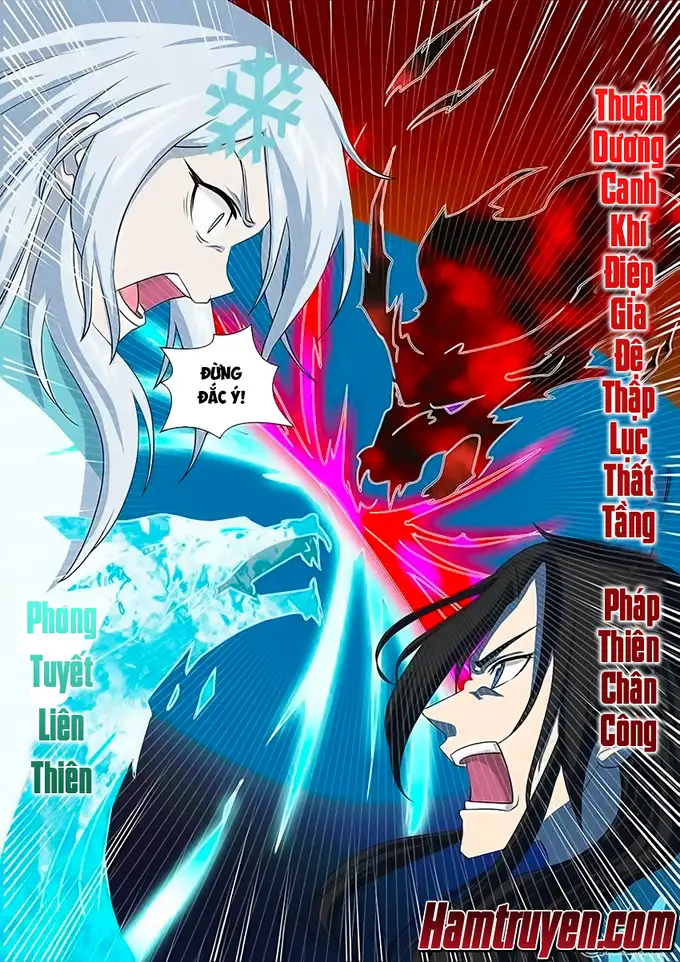 Thuần
Dương
Canh
Khí
Điệp
Gia
Đệ
Thập
Lục
Thất
Tầng
ĐỪNG
ĐẮC Ý!
Pháp
Thiên
Chân
Công
Phong
Tuyết
Liên
Thiên
Hamtruyen.com